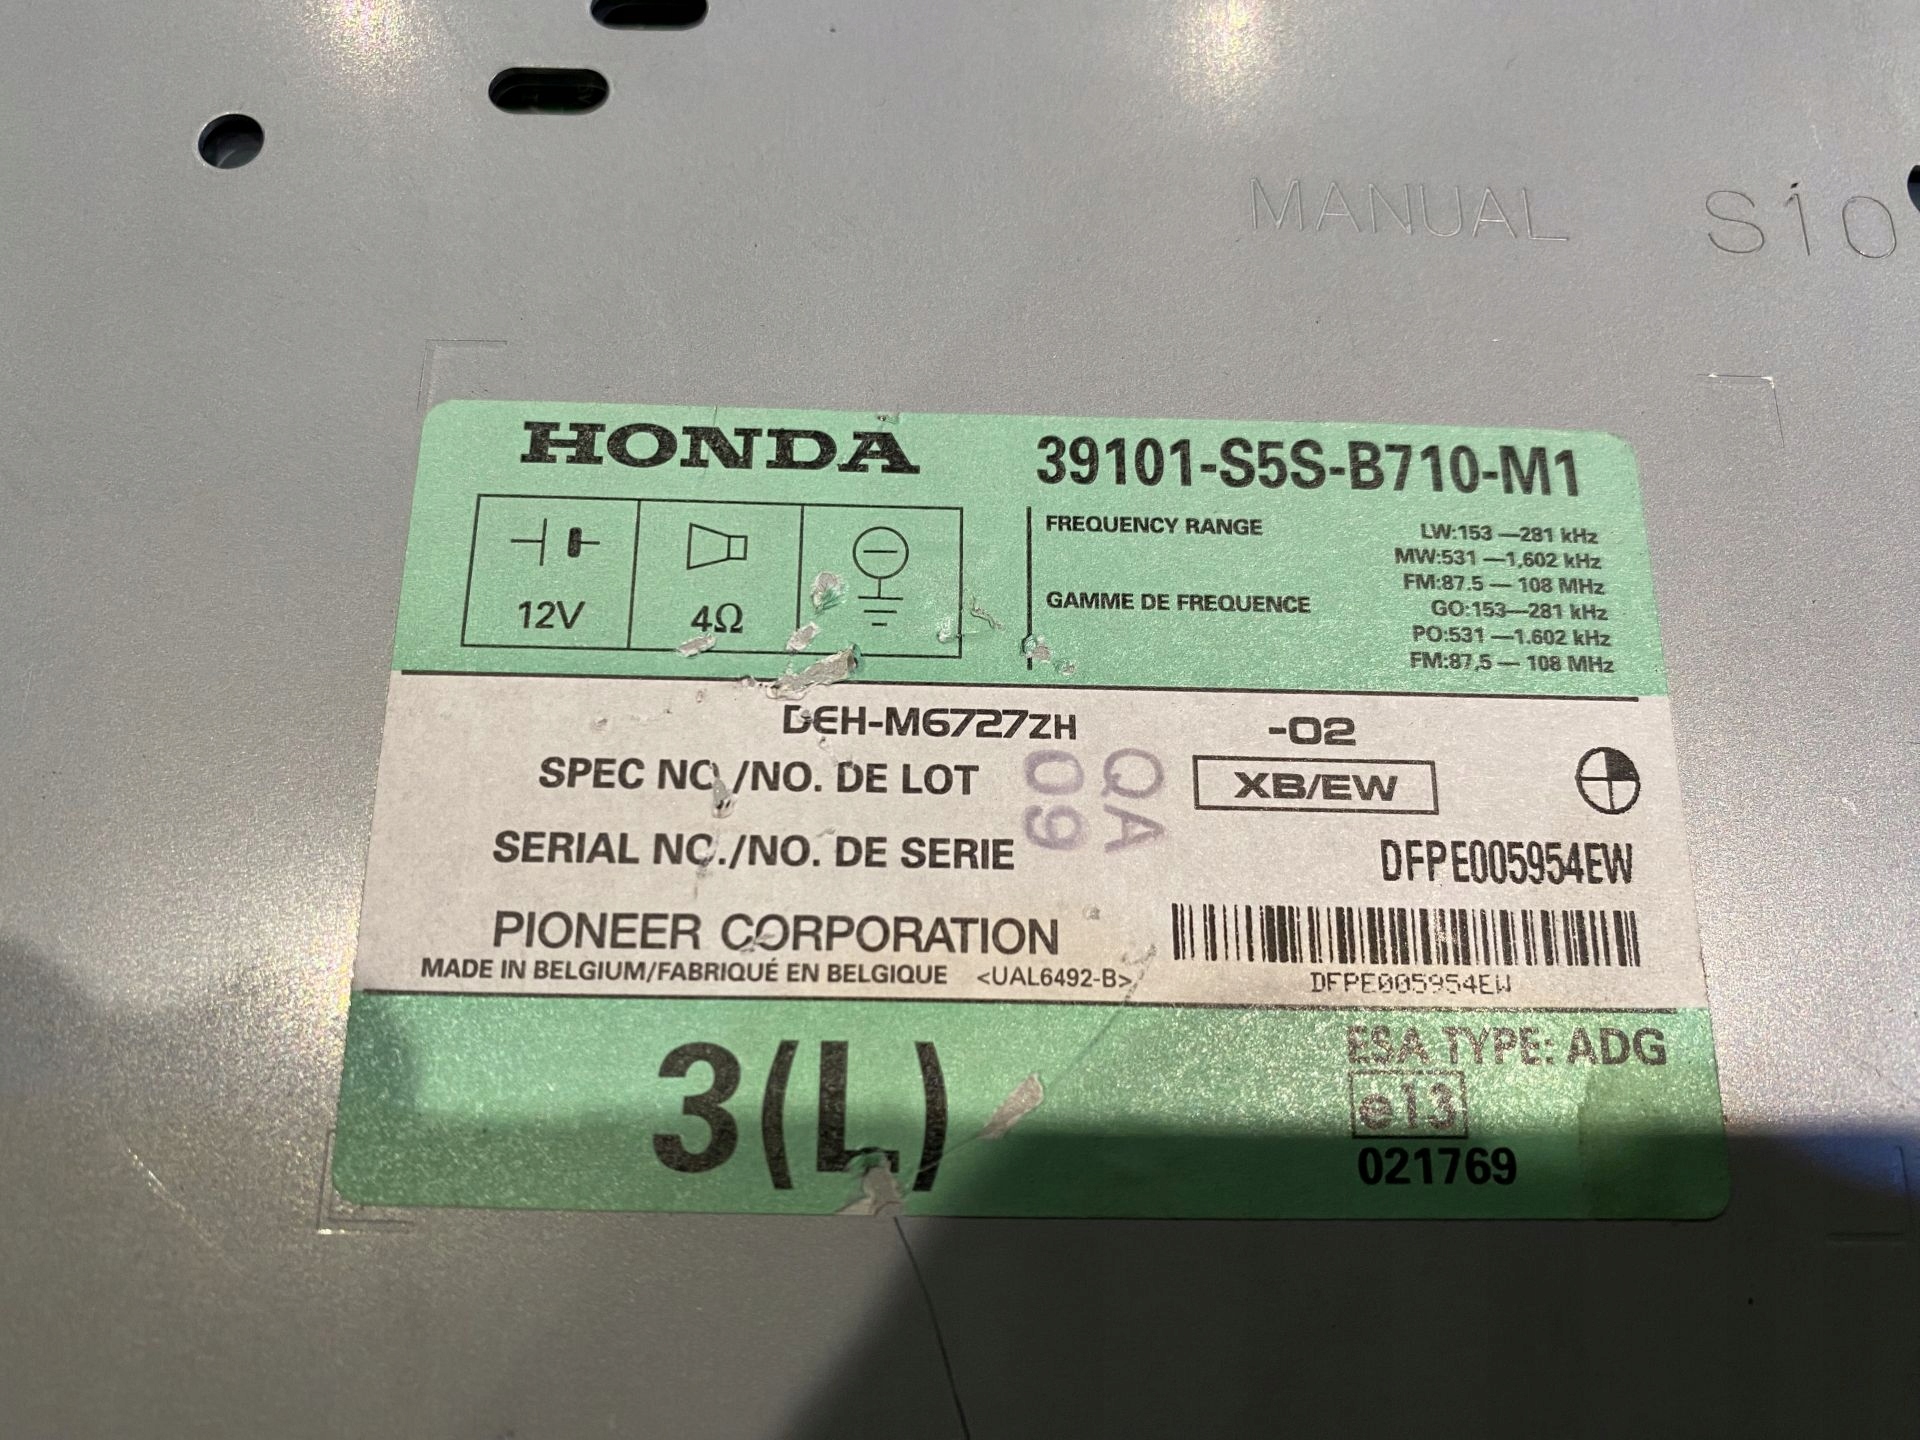 MANUAL S10
HONDA
39101-S5S-B710-M1
12V 4Ω
FREQUENCY RANGE
LW:153—281 kHz
MW:531—1,602 kHz
FM:87.5—108 MHz
GAMME DE FREQUENCE
GO:153—281 kHz
PO:531—1.602 kHz
FM:87,5—108 MHz
DEH-M6727ZH -02
SPEC NO./NO. DE LOT XB/EW
QA
09
SERIAL NO./NO. DE SERIE DFPE005954EW
PIONEER CORPORATION
MADE IN BELGIUM/FABRIQUÉ EN BELGIQUE <UAL6492-B>
DFPE005954EW
3(L)
ESA TYPE: ADG
e13
021769